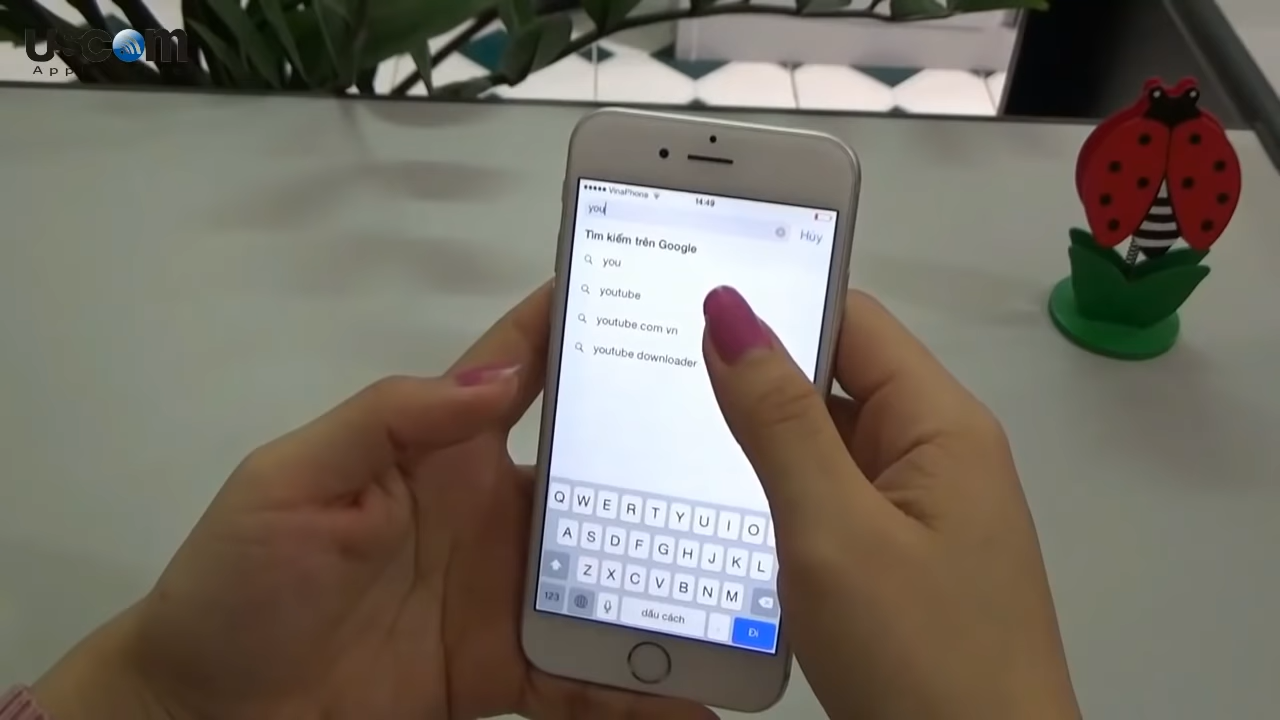 uscom
App
VinaPhone
14:49
you
Hủy
Tìm kiếm trên Google
you
youtube
youtube.com vn
youtube downloader
Q W E R T Y U I O
A S D F G H J K L
Z X C V B N M
123
dấu cách
.
Đi